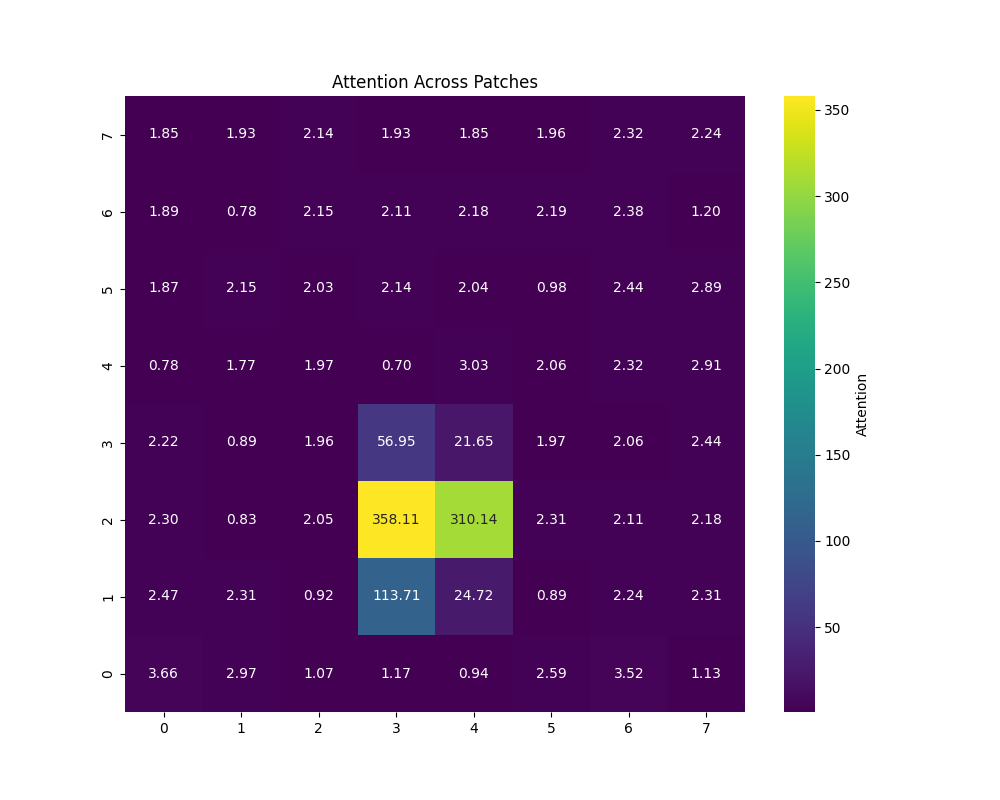 Attention Across Patches
7 1.85 1.93 2.14 1.93 1.85 1.96 2.32 2.24
6 1.89 0.78 2.15 2.11 2.18 2.19 2.38 1.20
5 1.87 2.15 2.03 2.14 2.04 0.98 2.44 2.89
4 0.78 1.77 1.97 0.70 3.03 2.06 2.32 2.91
3 2.22 0.89 1.96 56.95 21.65 1.97 2.06 2.44
2 2.30 0.83 2.05 358.11 310.14 2.31 2.11 2.18
1 2.47 2.31 0.92 113.71 24.72 0.89 2.24 2.31
0 3.66 2.97 1.07 1.17 0.94 2.59 3.52 1.13
0 1 2 3 4 5 6 7
350
300
250
200
150
100
50
Attention